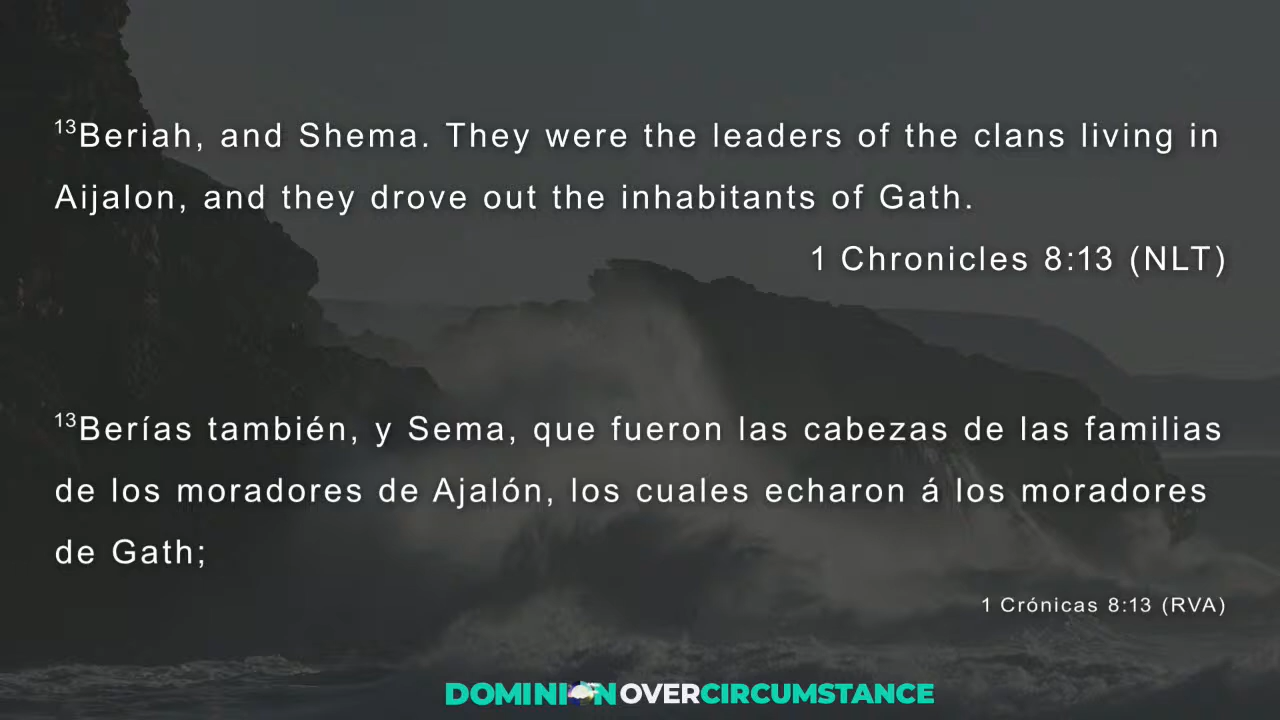 13Beriah, and Shema. They were the leaders of the clans living in
Aijalon, and they drove out the inhabitants of Gath.
1 Chronicles 8:13 (NLT)
13Berías también, y Sema, que fueron las cabezas de las familias
de los moradores de Ajalón, los cuales echaron á los moradores
de Gath;
1 Crónicas 8:13 (RVA)
DOMINION OVERCIRCUMSTANCE